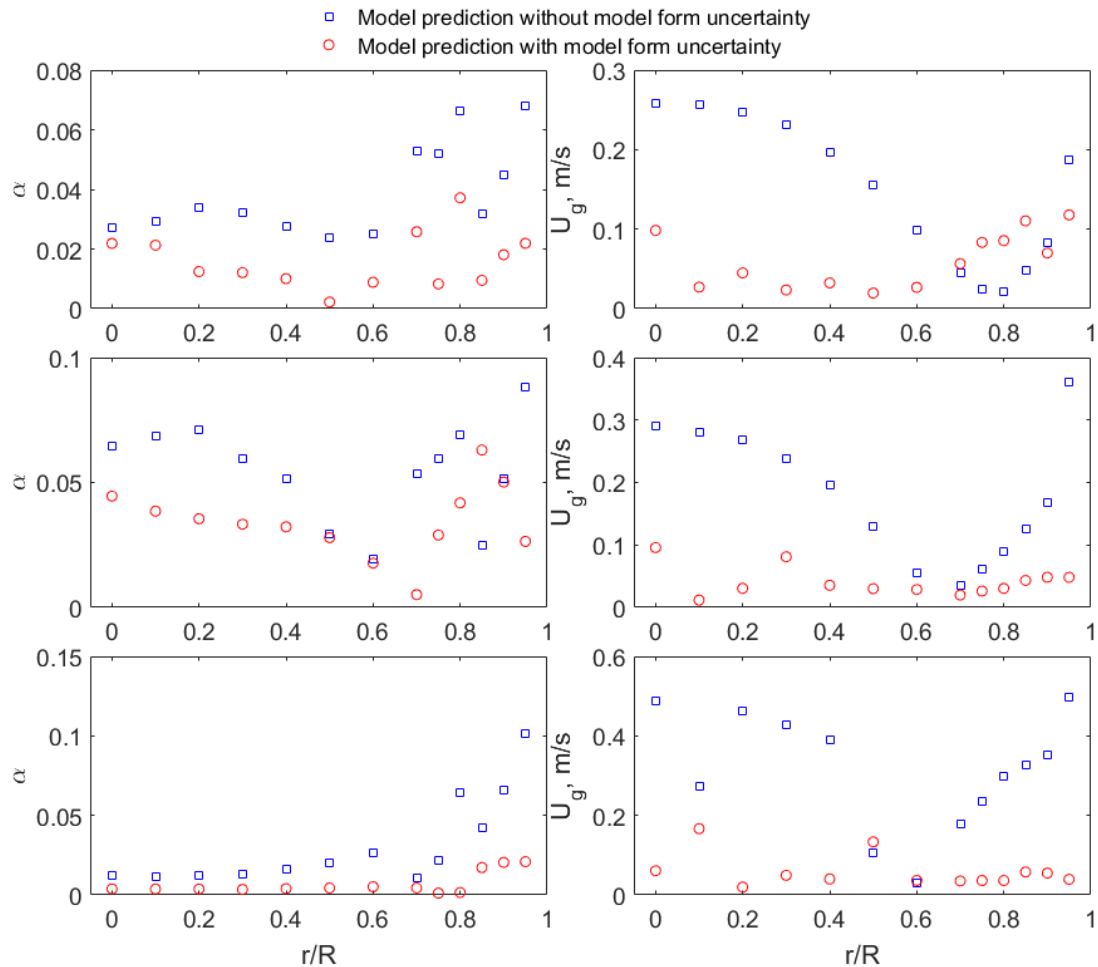 Model prediction without model form uncertainty
Model prediction with model form uncertainty
0.08
0.06
0.04
0.02
0
α
0 0.2 0.4 0.6 0.8 1
0.3
0.2
0.1
0
U_g, m/s
0 0.2 0.4 0.6 0.8 1
0.1
0.05
0
α
0 0.2 0.4 0.6 0.8 1
0.4
0.3
0.2
0.1
0
U_g, m/s
0 0.2 0.4 0.6 0.8 1
0.15
0.1
0.05
0
α
0 0.2 0.4 0.6 0.8 1
r/R
0.6
0.4
0.2
0
U_g, m/s
0 0.2 0.4 0.6 0.8 1
r/R